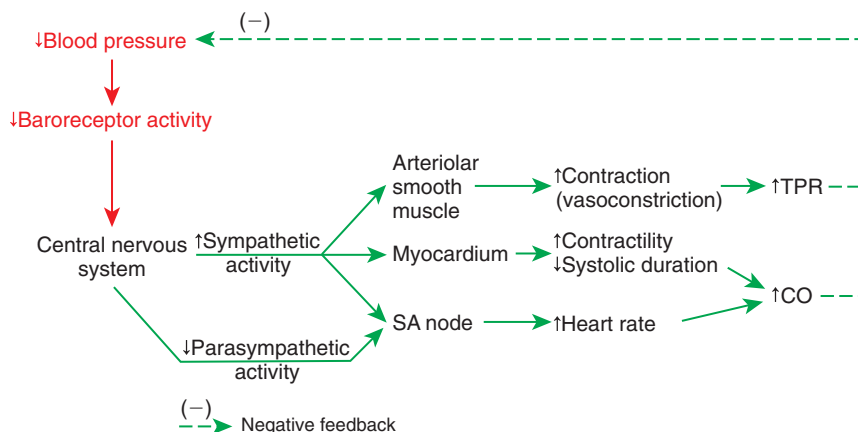 (−)
↓Blood pressure
↓Baroreceptor activity
Arteriolar
smooth
muscle
↑Contraction
(vasoconstriction)
↑TPR
Central nervous
system
↑Sympathetic
activity
Myocardium
↑Contractility
↓Systolic duration
↑CO
SA node
↑Heart rate
↓Parasympathetic
activity
(−)
Negative feedback